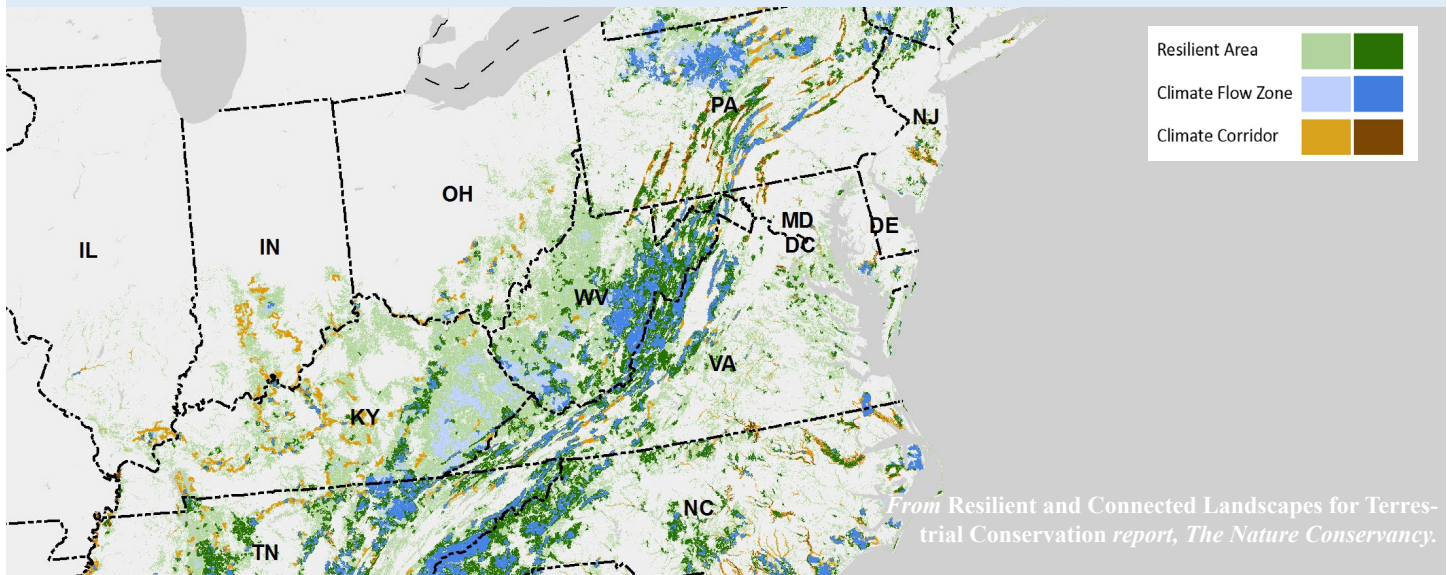 Resilient Area
Climate Flow Zone
Climate Corridor
PA
NJ
OH
MD
DE
DC
IL
IN
WV
VA
KY
NC
TN
From Resilient and Connected Landscapes for Terres-
trial Conservation report, The Nature Conservancy.